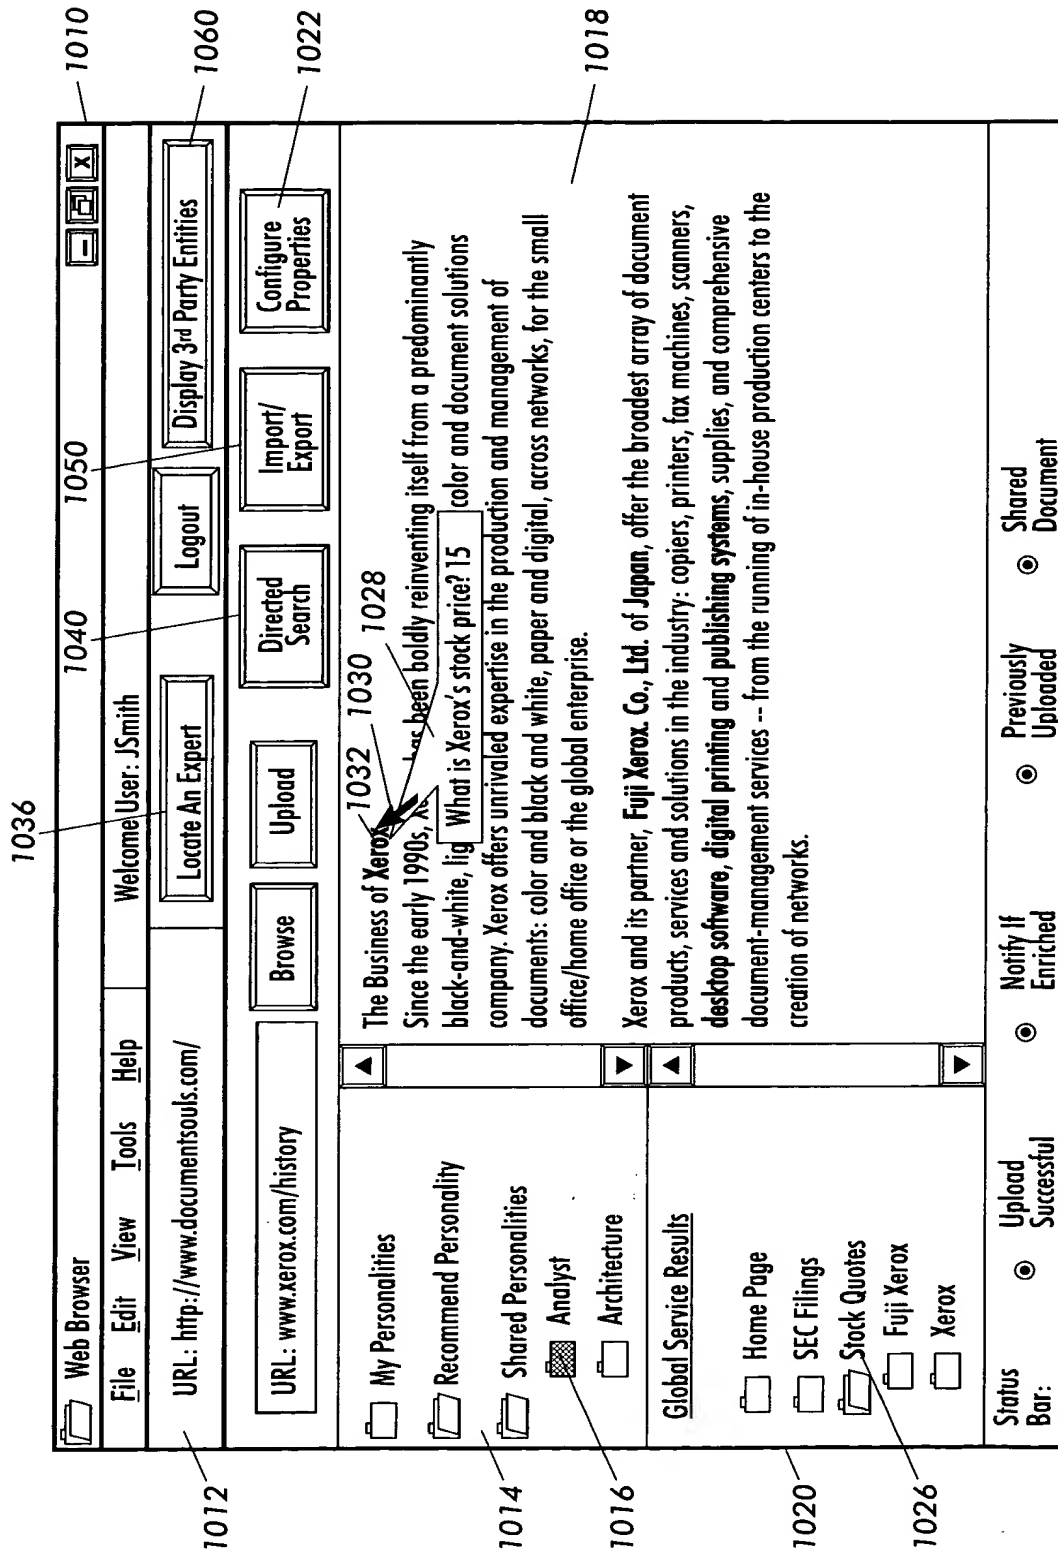 1010
1060
1022
1018
1050
1040
1036
1032
1030
1028
1012
1014
1016
1020
1026
Web Browser
File Edit View Tools Help
Welcome User: JSmith
URL: http://www.documentsouls.com/
Locate An Expert
Logout
Display 3rd Party Entities
URL: www.xerox.com/history
Browse
Upload
Directed
Search
Import/
Export
Configure
Properties
My Personalities
Recommend Personality
Shared Personalities
Analyst
Architecture
Global Service Results
Home Page
SEC Filings
Stock Quotes
Fuji Xerox
Xerox
The Business of Xerox
Since the early 1990s, has been boldly reinventing itself from a predominantly
black-and-white, lig What is Xerox's stock price? 15 color and document solutions
company. Xerox offers unrivaled expertise in the production and management of
documents: color and black and white, paper and digital, across networks, for the small
office/home office or the global enterprise.
Xerox and its partner, Fuji Xerox. Co., Ltd. of Japan, offer the broadest array of document
products, services and solutions in the industry: copiers, printers, fax machines, scanners,
desktop software, digital printing and publishing systems, supplies, and comprehensive
document-management services -- from the running of in-house production centers to the
creation of networks.
Status
Bar:
Upload
Successful
Notify If
Enriched
Previously
Uploaded
Shared
Document